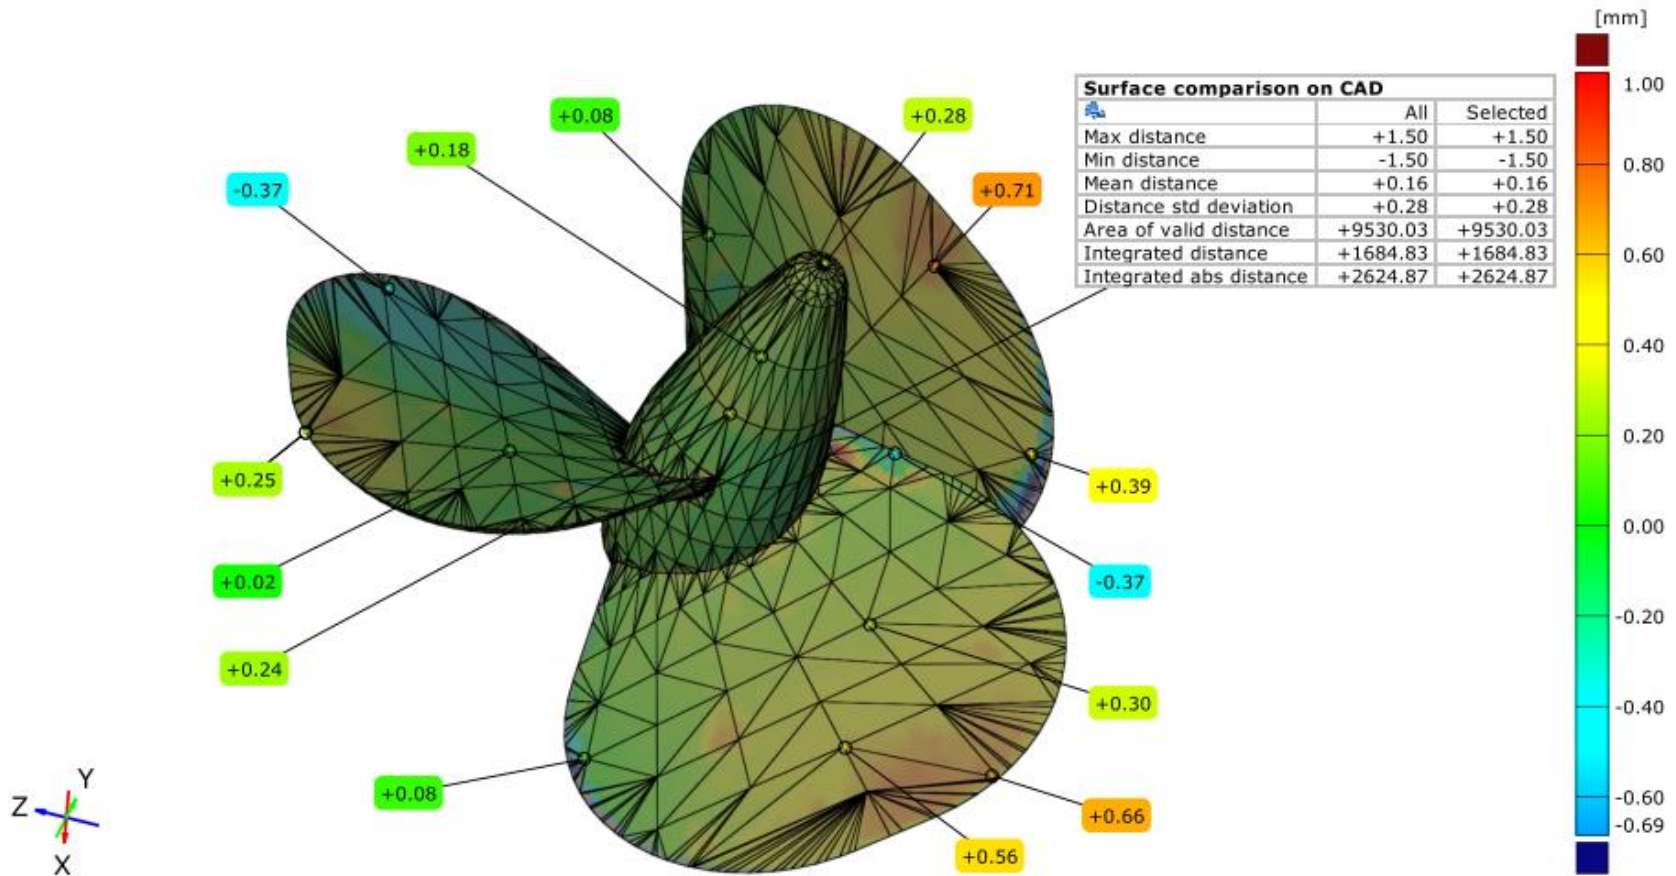 [mm]
1.00
0.80
0.60
0.40
0.20
0.00
-0.20
-0.40
-0.60
-0.69
Surface comparison on CAD
All Selected
Max distance +1.50 +1.50
Min distance -1.50 -1.50
Mean distance +0.16 +0.16
Distance std deviation +0.28 +0.28
Area of valid distance +9530.03 +9530.03
Integrated distance +1684.83 +1684.83
Integrated abs distance +2624.87 +2624.87
+0.08
+0.28
+0.18
-0.37
+0.71
+0.25
+0.39
+0.02
-0.37
+0.24
+0.30
+0.08
+0.66
+0.56
Y
Z
X